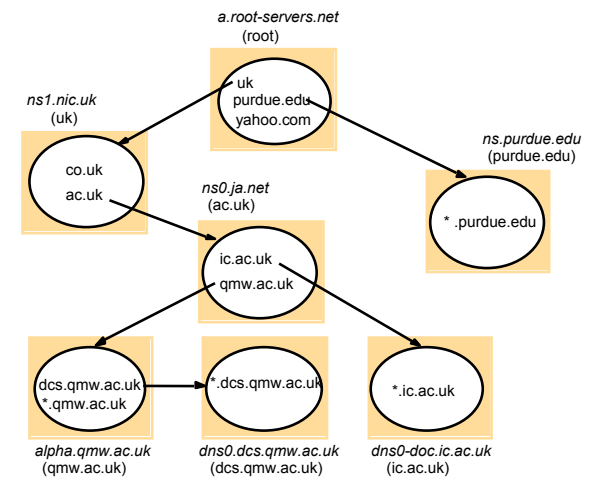 a.root-servers.net
(root)
uk
purdue.edu
yahoo.com
ns1.nic.uk
(uk)
co.uk
ac.uk
ns.purdue.edu
(purdue.edu)
* .purdue.edu
ns0.ja.net
(ac.uk)
ic.ac.uk
qmw.ac.uk
dcs.qmw.ac.uk
*.qmw.ac.uk
*.dcs.qmw.ac.uk
*.ic.ac.uk
alpha.qmw.ac.uk
(qmw.ac.uk)
dns0.dcs.qmw.ac.uk
(dcs.qmw.ac.uk)
dns0-doc.ic.ac.uk
(ic.ac.uk)